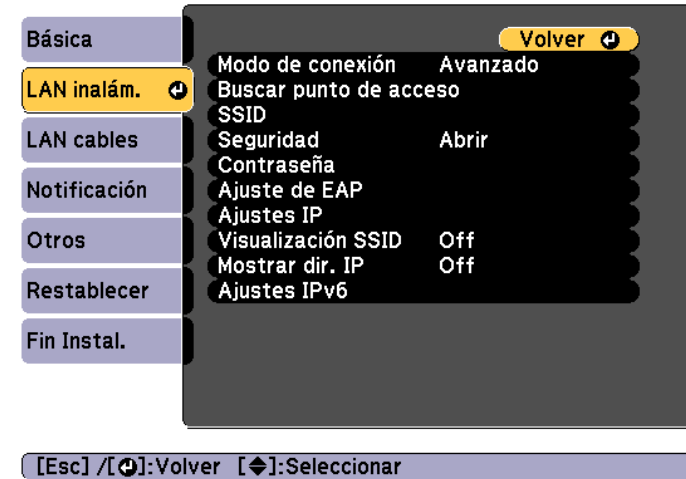 Básica
LAN inalám.
LAN cables
Notificación
Otros
Restablecer
Fin Instal.
Volver
Modo de conexión Avanzado
Buscar punto de acceso
SSID
Seguridad Abrir
Contraseña
Ajuste de EAP
Ajustes IP
Visualización SSID Off
Mostrar dir. IP Off
Ajustes IPv6
[Esc] /[⏎]:Volver [◆]:Seleccionar